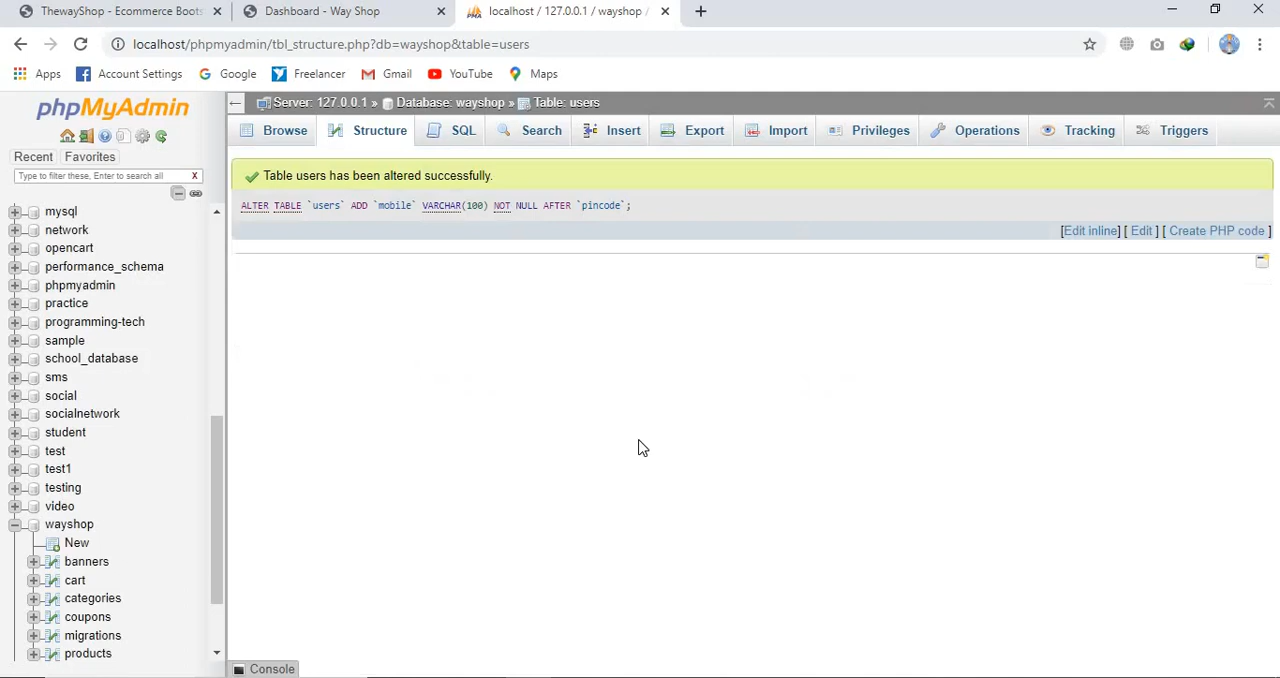 ThewayShop - Ecommerce Boots
Dashboard - Way Shop
localhost / 127.0.0.1 / wayshop /
localhost/phpmyadmin/tbl_structure.php?db=wayshop&table=users
Apps
Account Settings
Google
Freelancer
Gmail
YouTube
Maps
phpMyAdmin
Server: 127.0.0.1 » Database: wayshop » Table: users
Browse
Structure
SQL
Search
Insert
Export
Import
Privileges
Operations
Tracking
Triggers
Recent
Favorites
Type to filter these, Enter to search all
X
Table users has been altered successfully.
ALTER TABLE `users` ADD `mobile` VARCHAR(100) NOT NULL AFTER `pincode`;
[Edit inline] [ Edit ] [ Create PHP code ]
mysql
network
opencart
performance_schema
phpmyadmin
practice
programming-tech
sample
school_database
sms
social
socialnetwork
student
test
test1
testing
video
wayshop
New
banners
cart
categories
coupons
migrations
products
Console